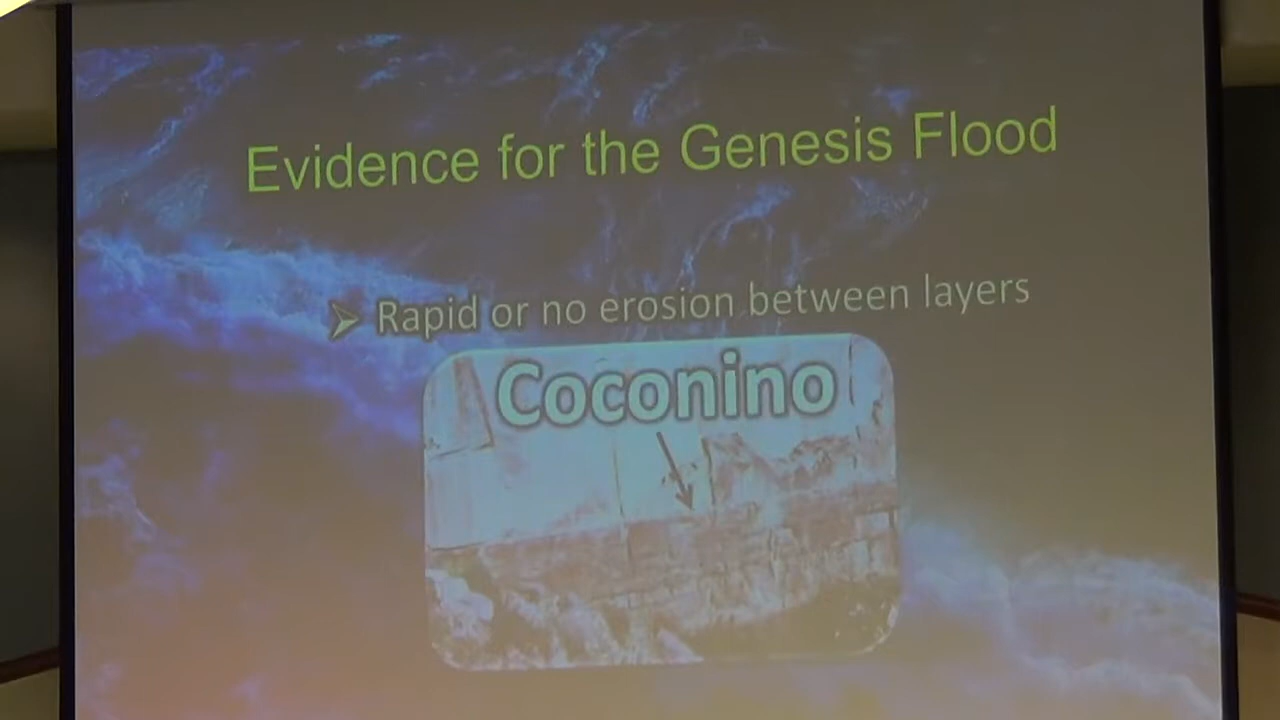 Evidence for the Genesis Flood
➤ Rapid or no erosion between layers
Coconino